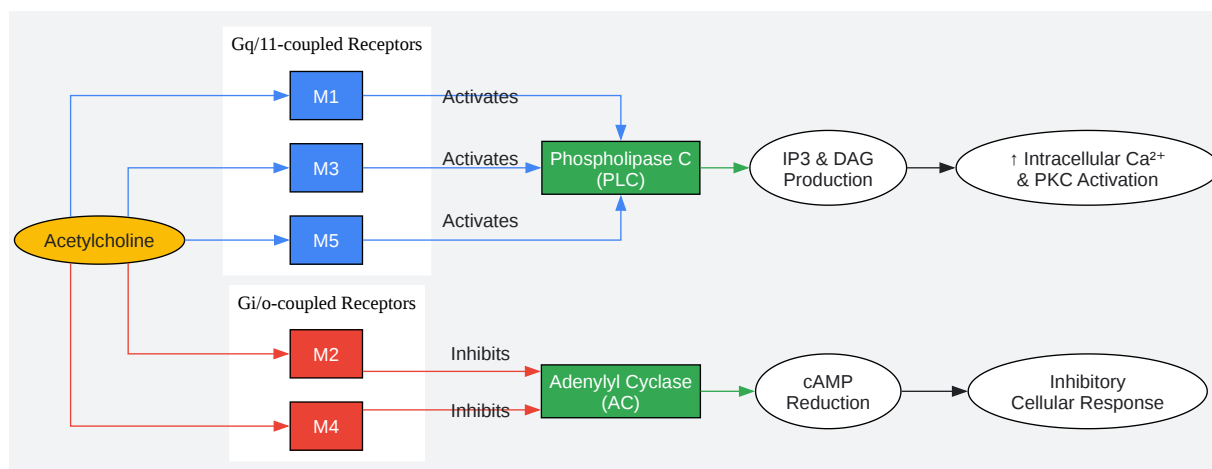 Gq/11-coupled Receptors
M1
Activates
M3
Activates
Phospholipase C
(PLC)
IP3 & DAG
Production
↑ Intracellular Ca²⁺
& PKC Activation
M5
Activates
Acetylcholine
Gi/o-coupled Receptors
M2
Inhibits
Adenylyl Cyclase
(AC)
cAMP
Reduction
Inhibitory
Cellular Response
M4
Inhibits